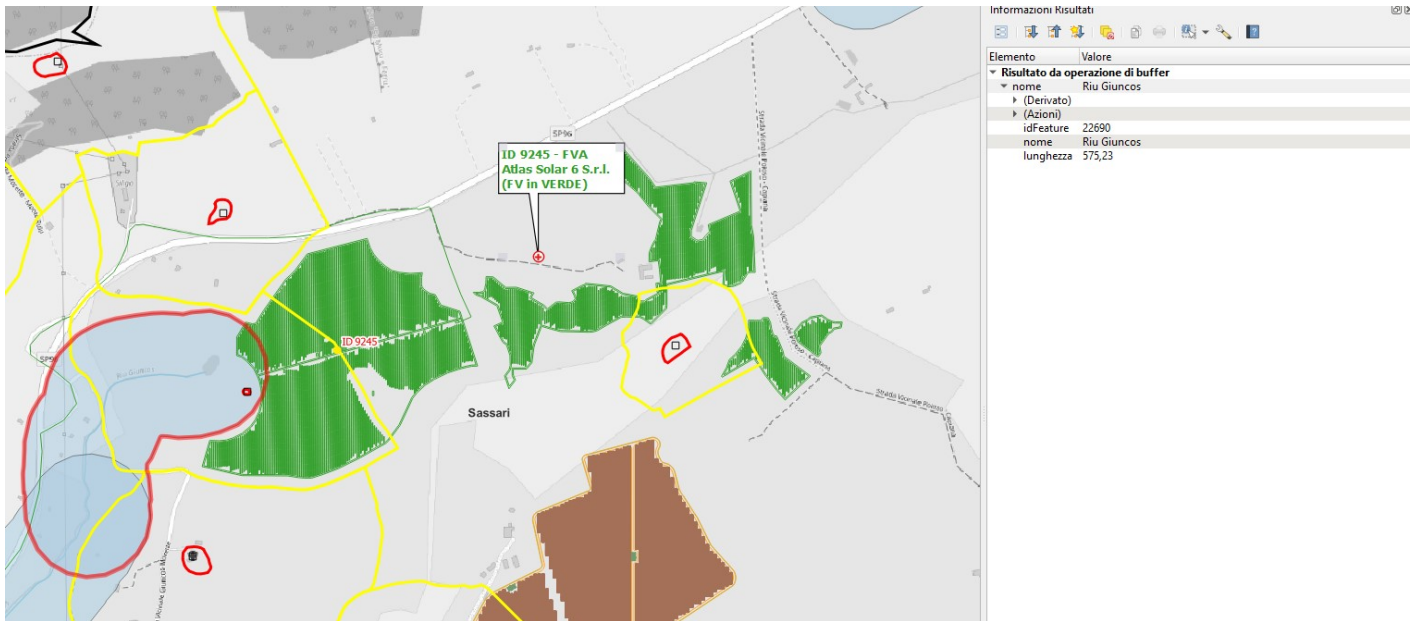 Informazioni Risultati
Elemento Valore
Risultato da operazione di buffer
nome Riu Giuncos
(Derivato)
(Azioni)
idFeature 22690
nome Riu Giuncos
lunghezza 575,23
SP96
ID 9245 - FVA
Atlas Solar 6 S.r.l.
(FV in VERDE)
ID 9245
Sassari